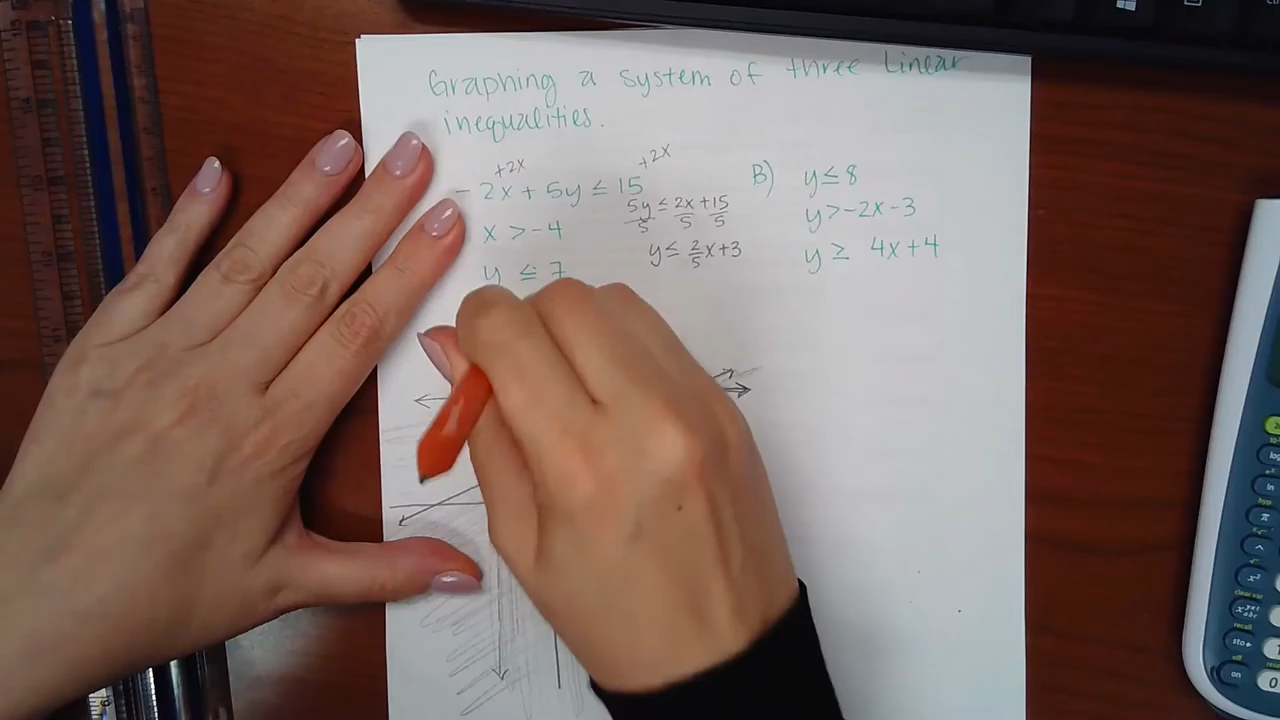 Graphing a system of three linear
inequalities.
+2x +2x
-2x + 5y ≤ 15
x > -4
y ≤ 7
5y ≤ 2x + 15
5 5 5
y ≤ 2/5 x + 3
B) y ≤ 8
y > -2x - 3
y ≥ 4x + 4